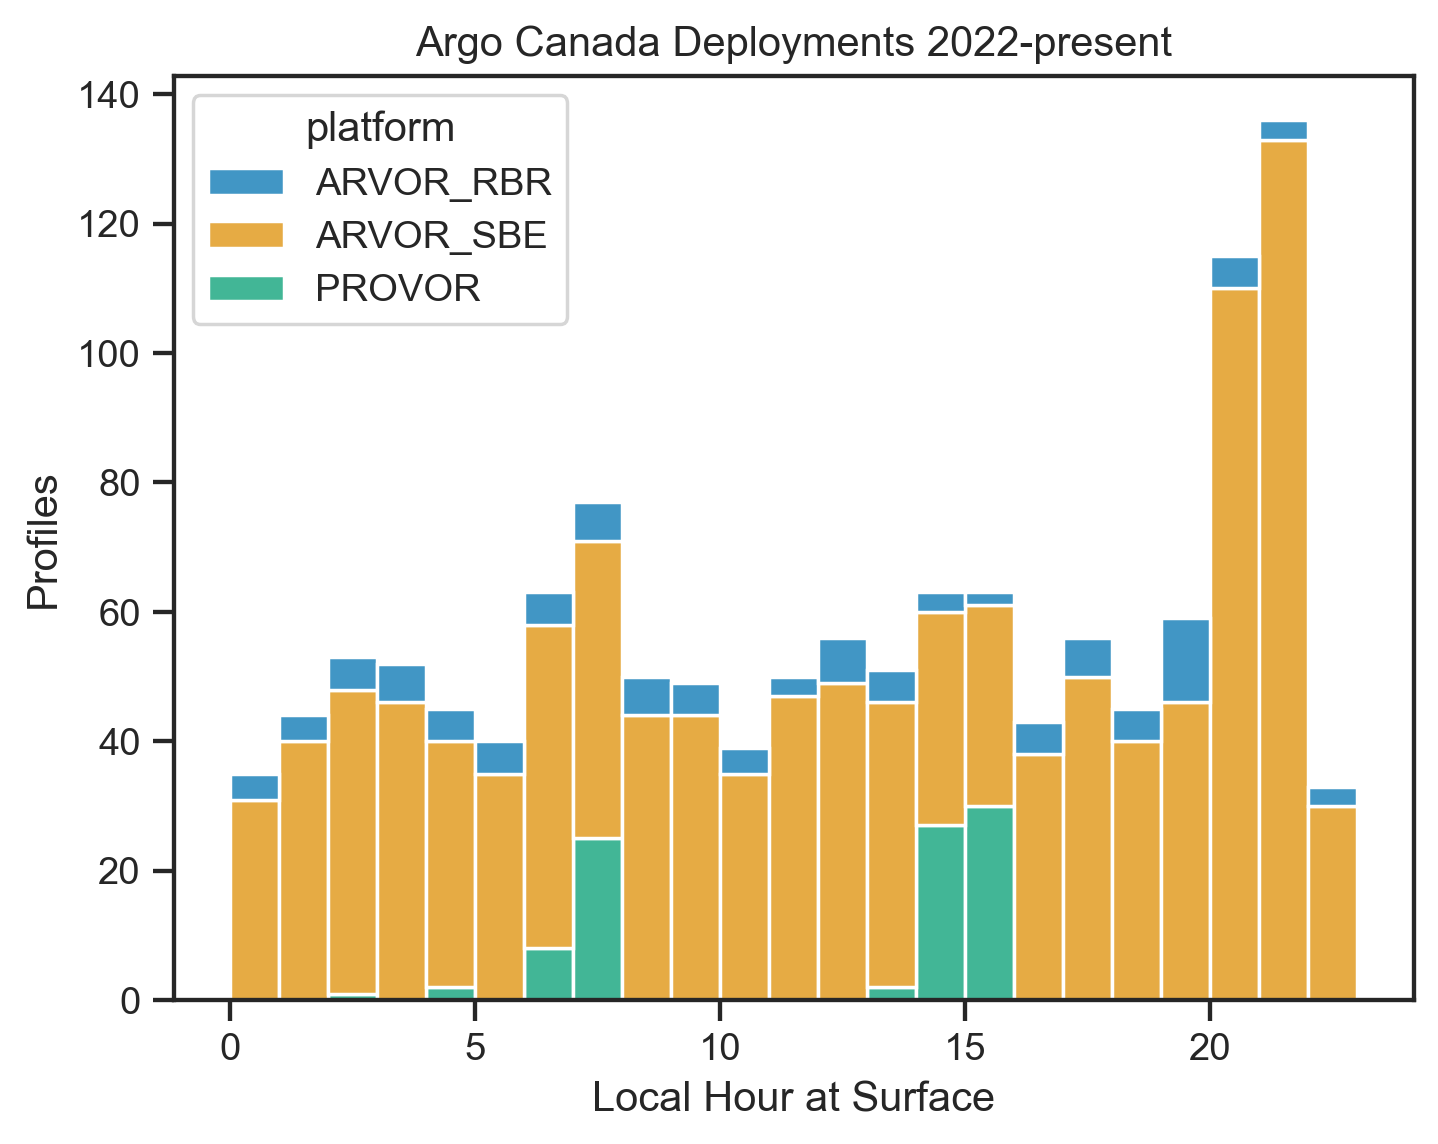 Argo Canada Deployments 2022-present
140
120
100
80
60
40
20
0
Profiles
platform
ARVOR_RBR
ARVOR_SBE
PROVOR
0
5
10
15
20
Local Hour at Surface